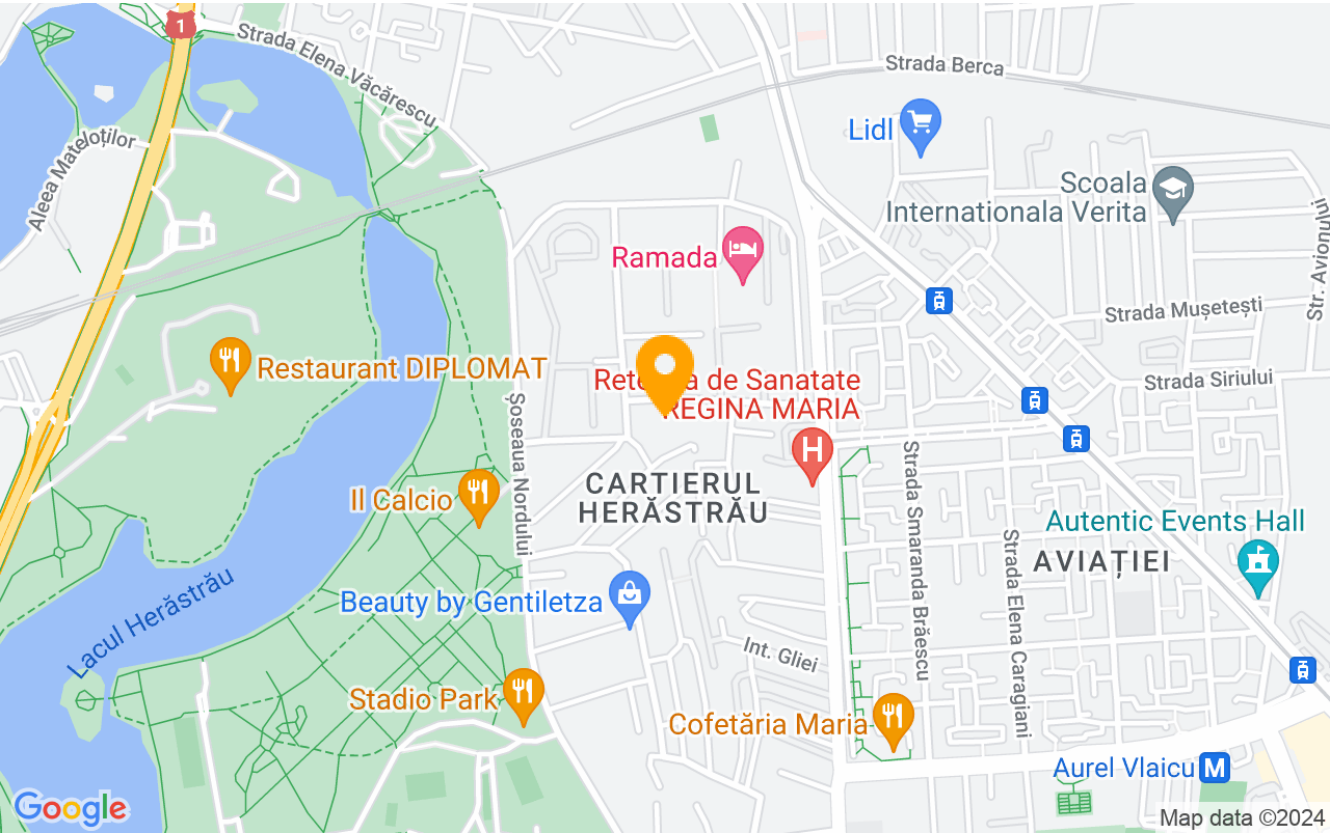 1
Strada Elena Văcărescu
Strada Berca
Lidl
Aleea Mateloților
Scoala
Internationala Verita
Str. Avionului
Ramada
Strada Mușetești
Restaurant DIPLOMAT
de Sanatate
REGINA MARIA
H
Strada Siriului
Șoseaua Nordului
Il Calcio
CARTIERUL
HERĂSTRĂU
Strada Smaranda Brăescu
Autentic Events Hall
AVIAȚIEI
Strada Elena Caragiani
Lacul Herăstrău
Beauty by Gentiletza
Int. Gliei
Stadio Park
Cofetăria Maria
Aurel Vlaicu M
Google
Map data ©2024